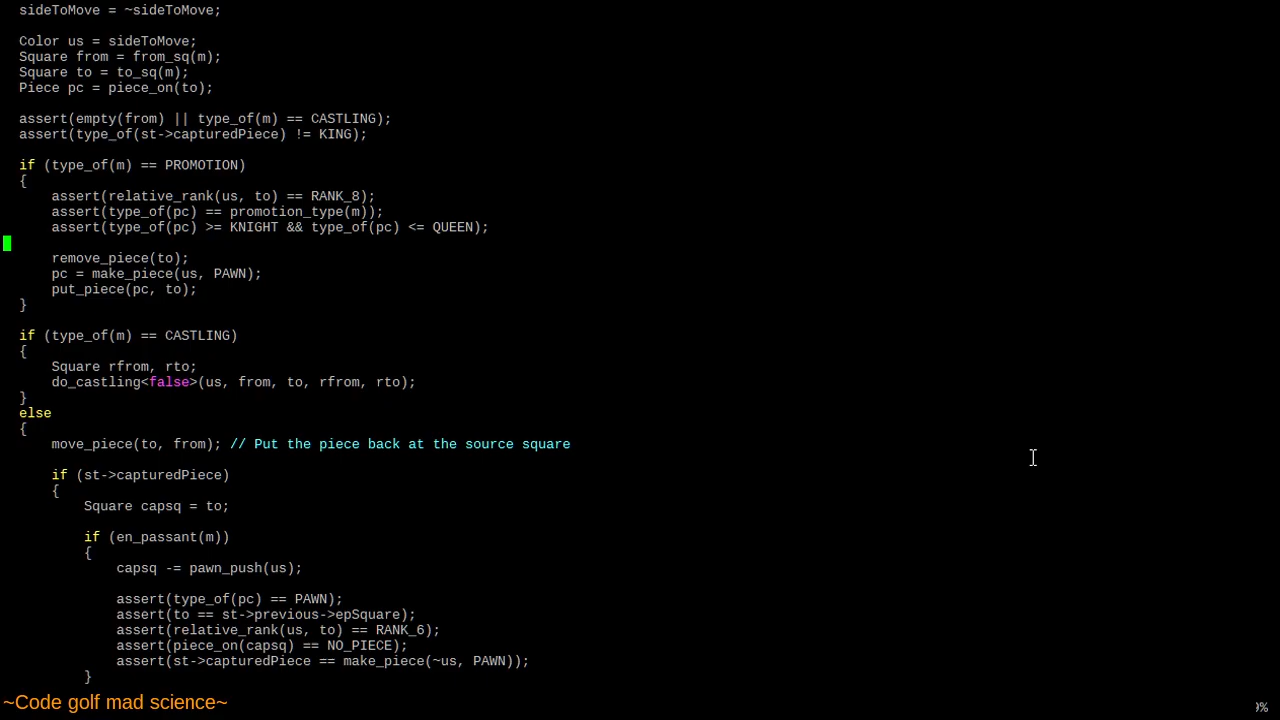 sideToMove = ~sideToMove;
Color us = sideToMove;
Square from = from_sq(m);
Square to = to_sq(m);
Piece pc = piece_on(to);
assert(empty(from) || type_of(m) == CASTLING);
assert(type_of(st->capturedPiece) != KING);
if (type_of(m) == PROMOTION)
{
assert(relative_rank(us, to) == RANK_8);
assert(type_of(pc) == promotion_type(m));
assert(type_of(pc) >= KNIGHT && type_of(pc) <= QUEEN);
remove_piece(to);
pc = make_piece(us, PAWN);
put_piece(pc, to);
}
if (type_of(m) == CASTLING)
{
Square rfrom, rto;
do_castling<false>(us, from, to, rfrom, rto);
}
else
{
move_piece(to, from); // Put the piece back at the source square
if (st->capturedPiece)
{
Square capsq = to;
if (en_passant(m))
{
capsq -= pawn_push(us);
assert(type_of(pc) == PAWN);
assert(to == st->previous->epSquare);
assert(relative_rank(us, to) == RANK_6);
assert(piece_on(capsq) == NO_PIECE);
assert(st->capturedPiece == make_piece(~us, PAWN));
}
~Code golf mad science~